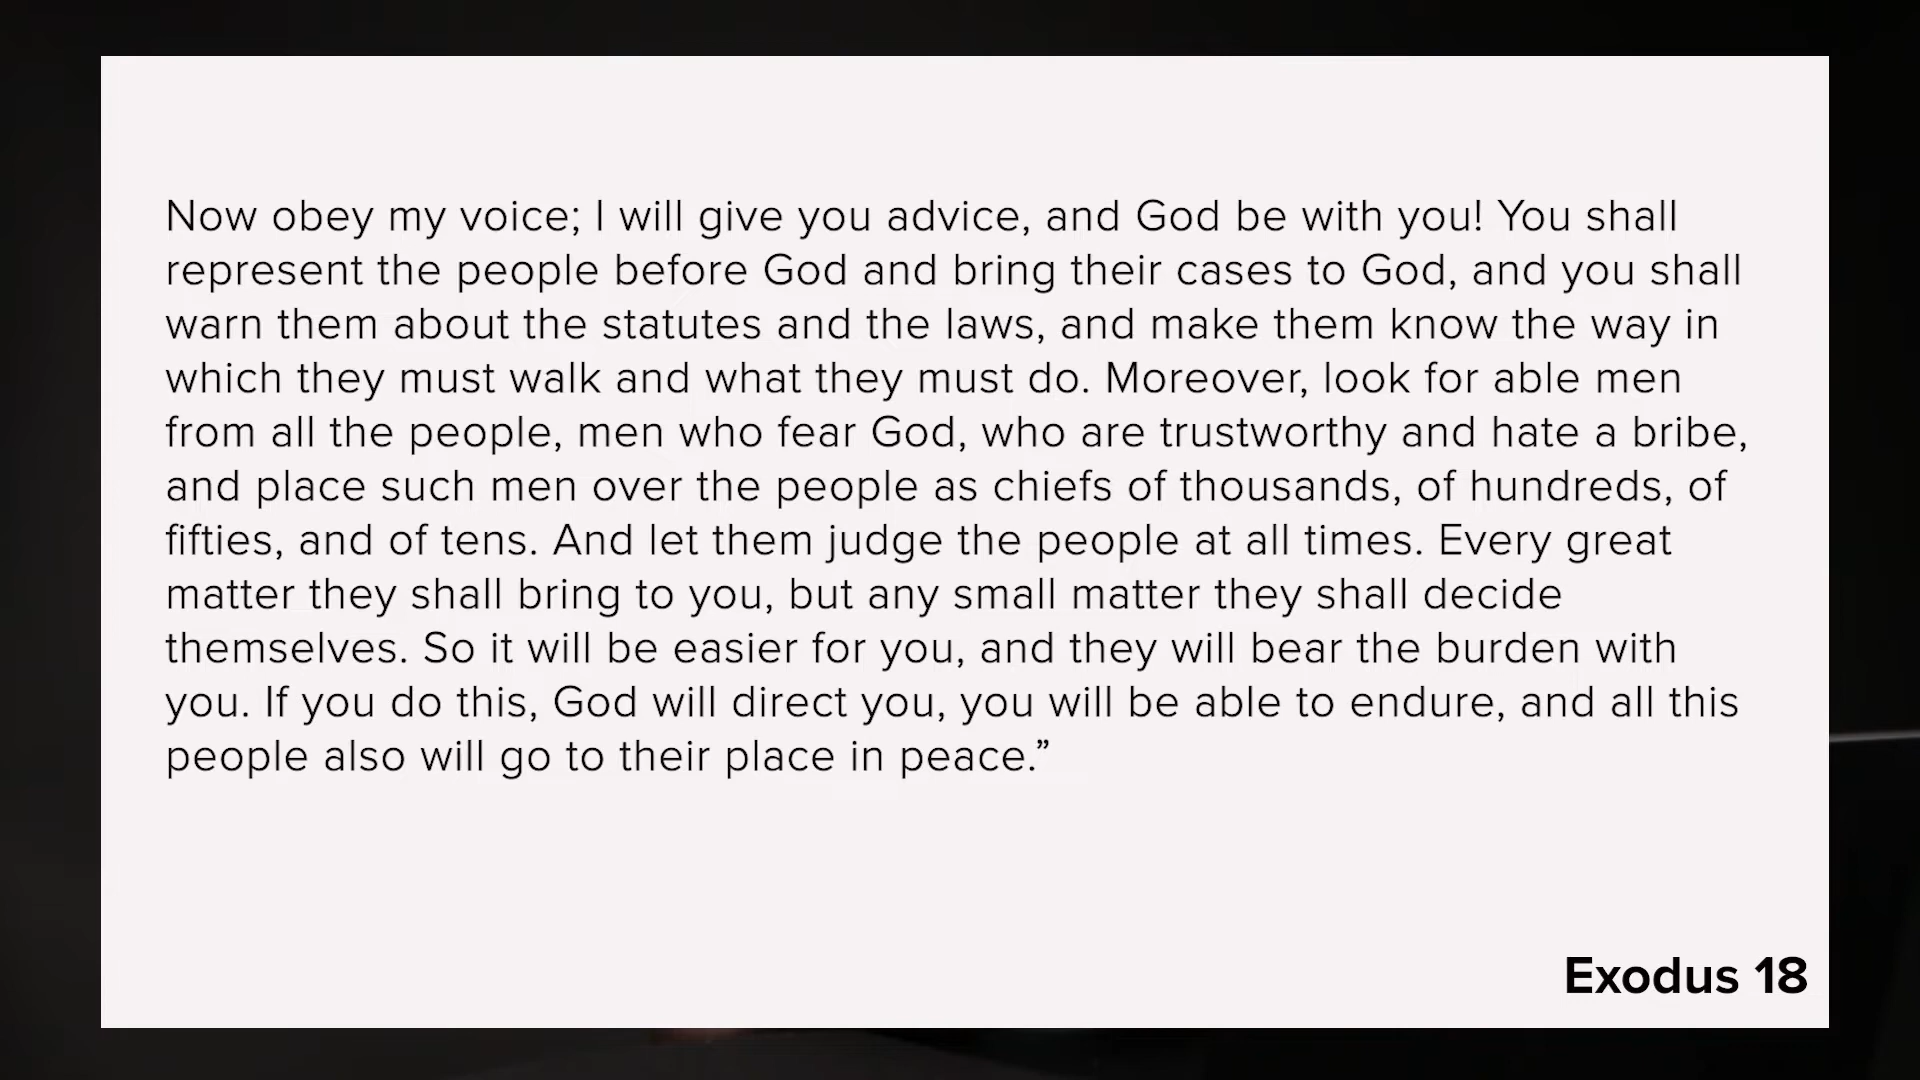 Now obey my voice; I will give you advice, and God be with you! You shall
represent the people before God and bring their cases to God, and you shall
warn them about the statutes and the laws, and make them know the way in
which they must walk and what they must do. Moreover, look for able men
from all the people, men who fear God, who are trustworthy and hate a bribe,
and place such men over the people as chiefs of thousands, of hundreds, of
fifties, and of tens. And let them judge the people at all times. Every great
matter they shall bring to you, but any small matter they shall decide
themselves. So it will be easier for you, and they will bear the burden with
you. If you do this, God will direct you, you will be able to endure, and all this
people also will go to their place in peace.”
Exodus 18